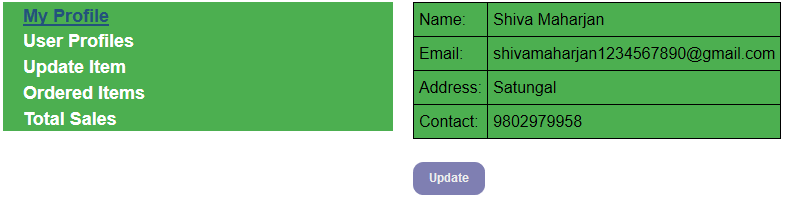 My Profile
User Profiles
Update Item
Ordered Items
Total Sales
Name: Shiva Maharjan
Email: shivamaharjan1234567890@gmail.com
Address: Satungal
Contact: 9802979958
Update